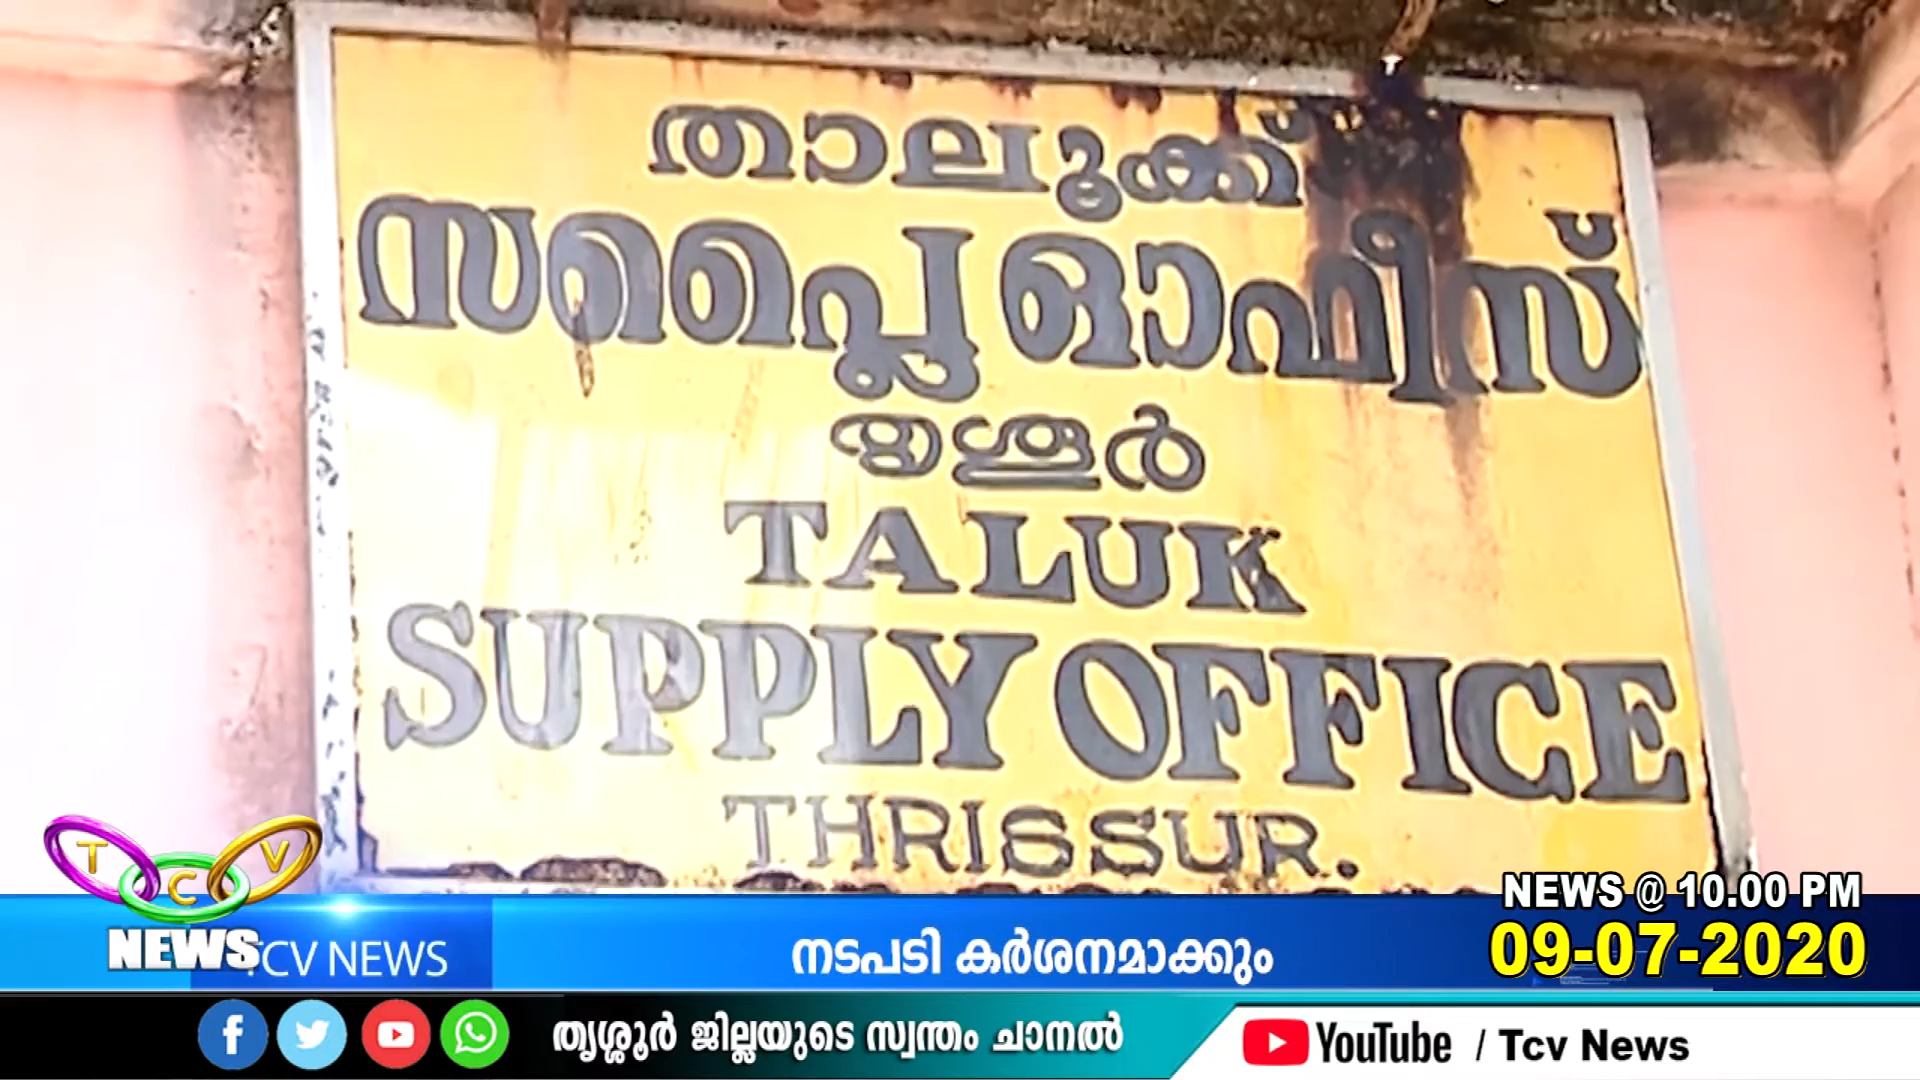 താലൂക്ക്
സപ്ലൈ ഓഫീസ്
തൃശൂർ
TALUK
SUPPLY OFFICE
THRISSUR.
T C V
NEWS
TCV NEWS
നടപടി കർശനമാക്കും
NEWS @ 10.00 PM
09-07-2020
തൃശ്ശൂർ ജില്ലയുടെ സ്വന്തം ചാനൽ
YouTube / Tcv News